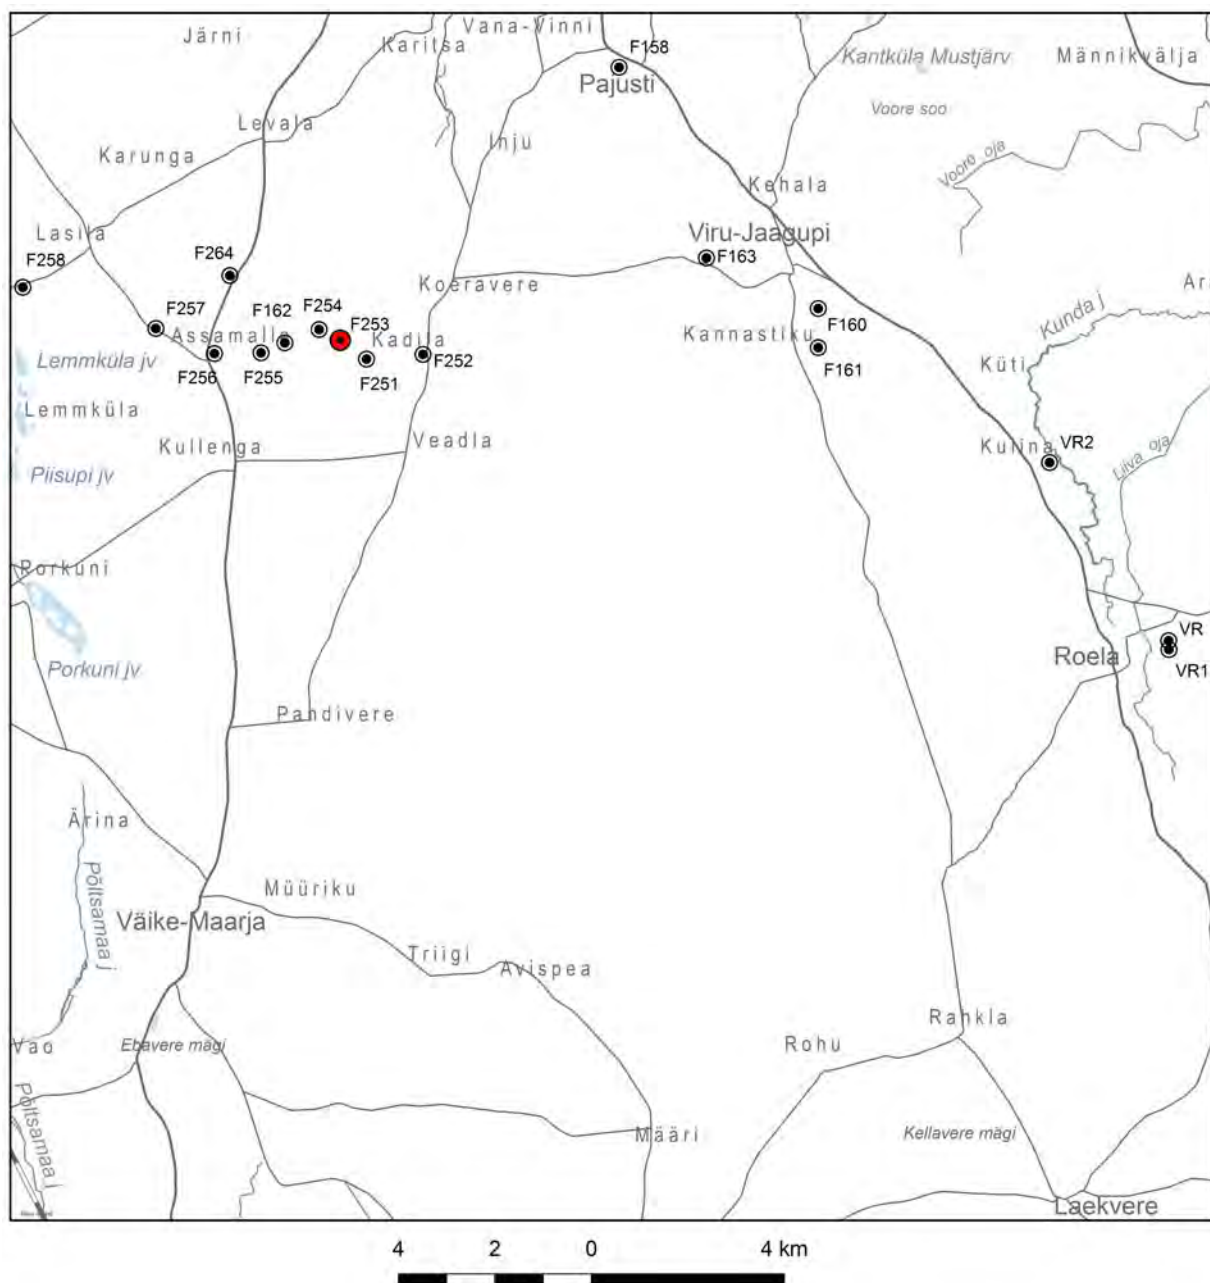 Vana-Vinni
Järni
Karitsa
F158
Kantküla Mustjärv
Männikvälja
Pajusti
Voore soo
Levala
Inju
Karunga
Voore oja
Kehala
Lasila
Viru-Jaagupi
F264
F163
F258
Koeravere
F257
F162
F254
F253
F160
Kunda j
Assamalla
Kadila
Kannastiku
F252
Lemmküla jv
F256
F255
F251
F161
Küti
Lemmküla
Kullenga
Veadla
Kulina
VR2
Piisupi jv
Liiva oja
Porkuni
VR
Roela
Porkuni jv
VR1
Pandivere
Ärina
Müüriku
Põltsamaa j
Väike-Maarja
Triigi
Avispea
Rahkla
Vao
Ebavere mägi
Rohu
Põltsamaa j
Määri
Kellavere mägi
Laekvere
4 2 0 4 km